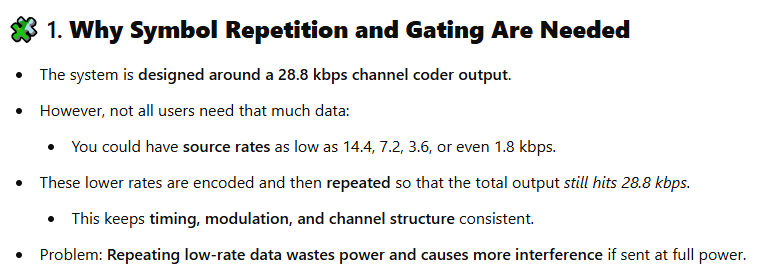 1. Why Symbol Repetition and Gating Are Needed
• The system is designed around a 28.8 kbps channel coder output.
• However, not all users need that much data:
• You could have source rates as low as 14.4, 7.2, 3.6, or even 1.8 kbps.
• These lower rates are encoded and then repeated so that the total output still hits 28.8 kbps.
• This keeps timing, modulation, and channel structure consistent.
• Problem: Repeating low-rate data wastes power and causes more interference if sent at full power.